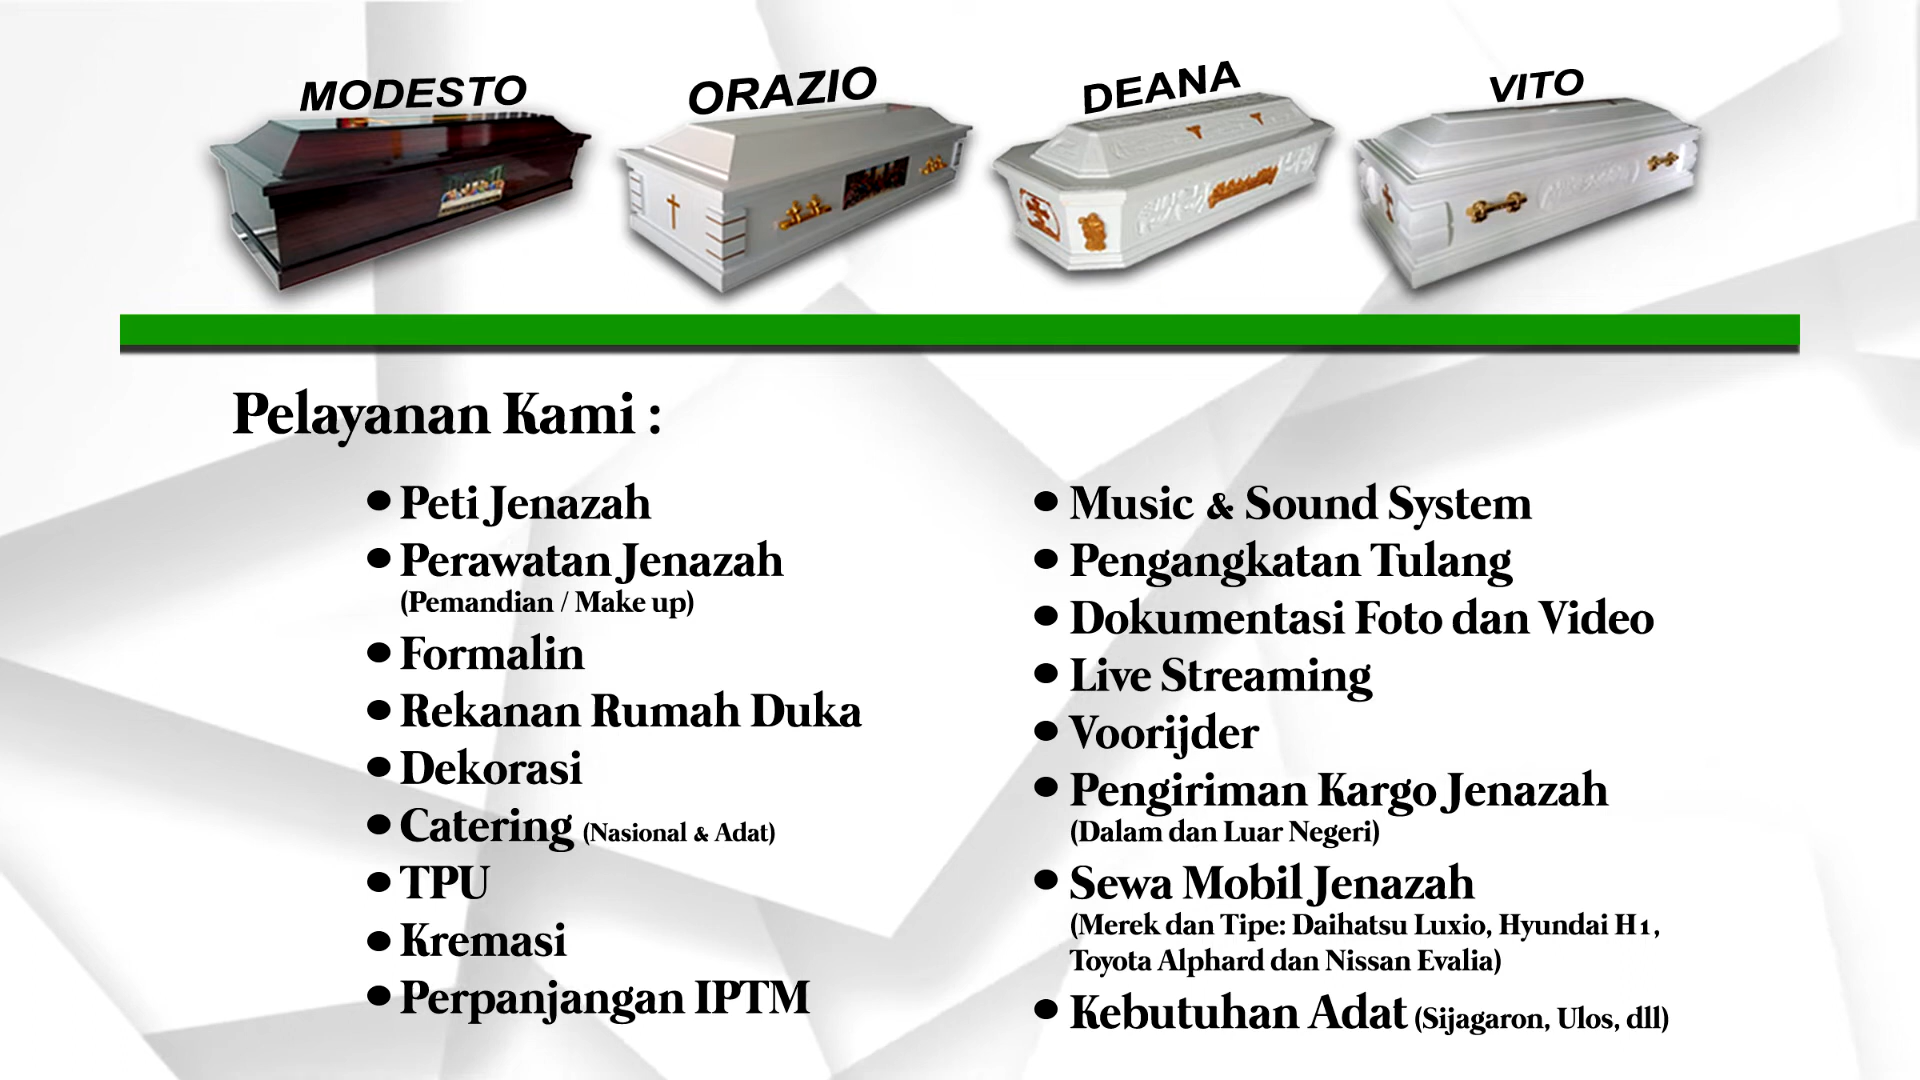 MODESTO
ORAZIO
DEANA
VITO
Pelayanan Kami :
• Peti Jenazah
• Perawatan Jenazah
(Pemandian / Make up)
• Formalin
• Rekanan Rumah Duka
• Dekorasi
• Catering (Nasional & Adat)
• TPU
• Kremasi
• Perpanjangan IPTM
• Music & Sound System
• Pengangkatan Tulang
• Dokumentasi Foto dan Video
• Live Streaming
• Voorijder
• Pengiriman Kargo Jenazah
(Dalam dan Luar Negeri)
• Sewa Mobil Jenazah
(Merek dan Tipe: Daihatsu Luxio, Hyundai H1,
Toyota Alphard dan Nissan Evalia)
• Kebutuhan Adat (Sijagaron, Ulos, dll)